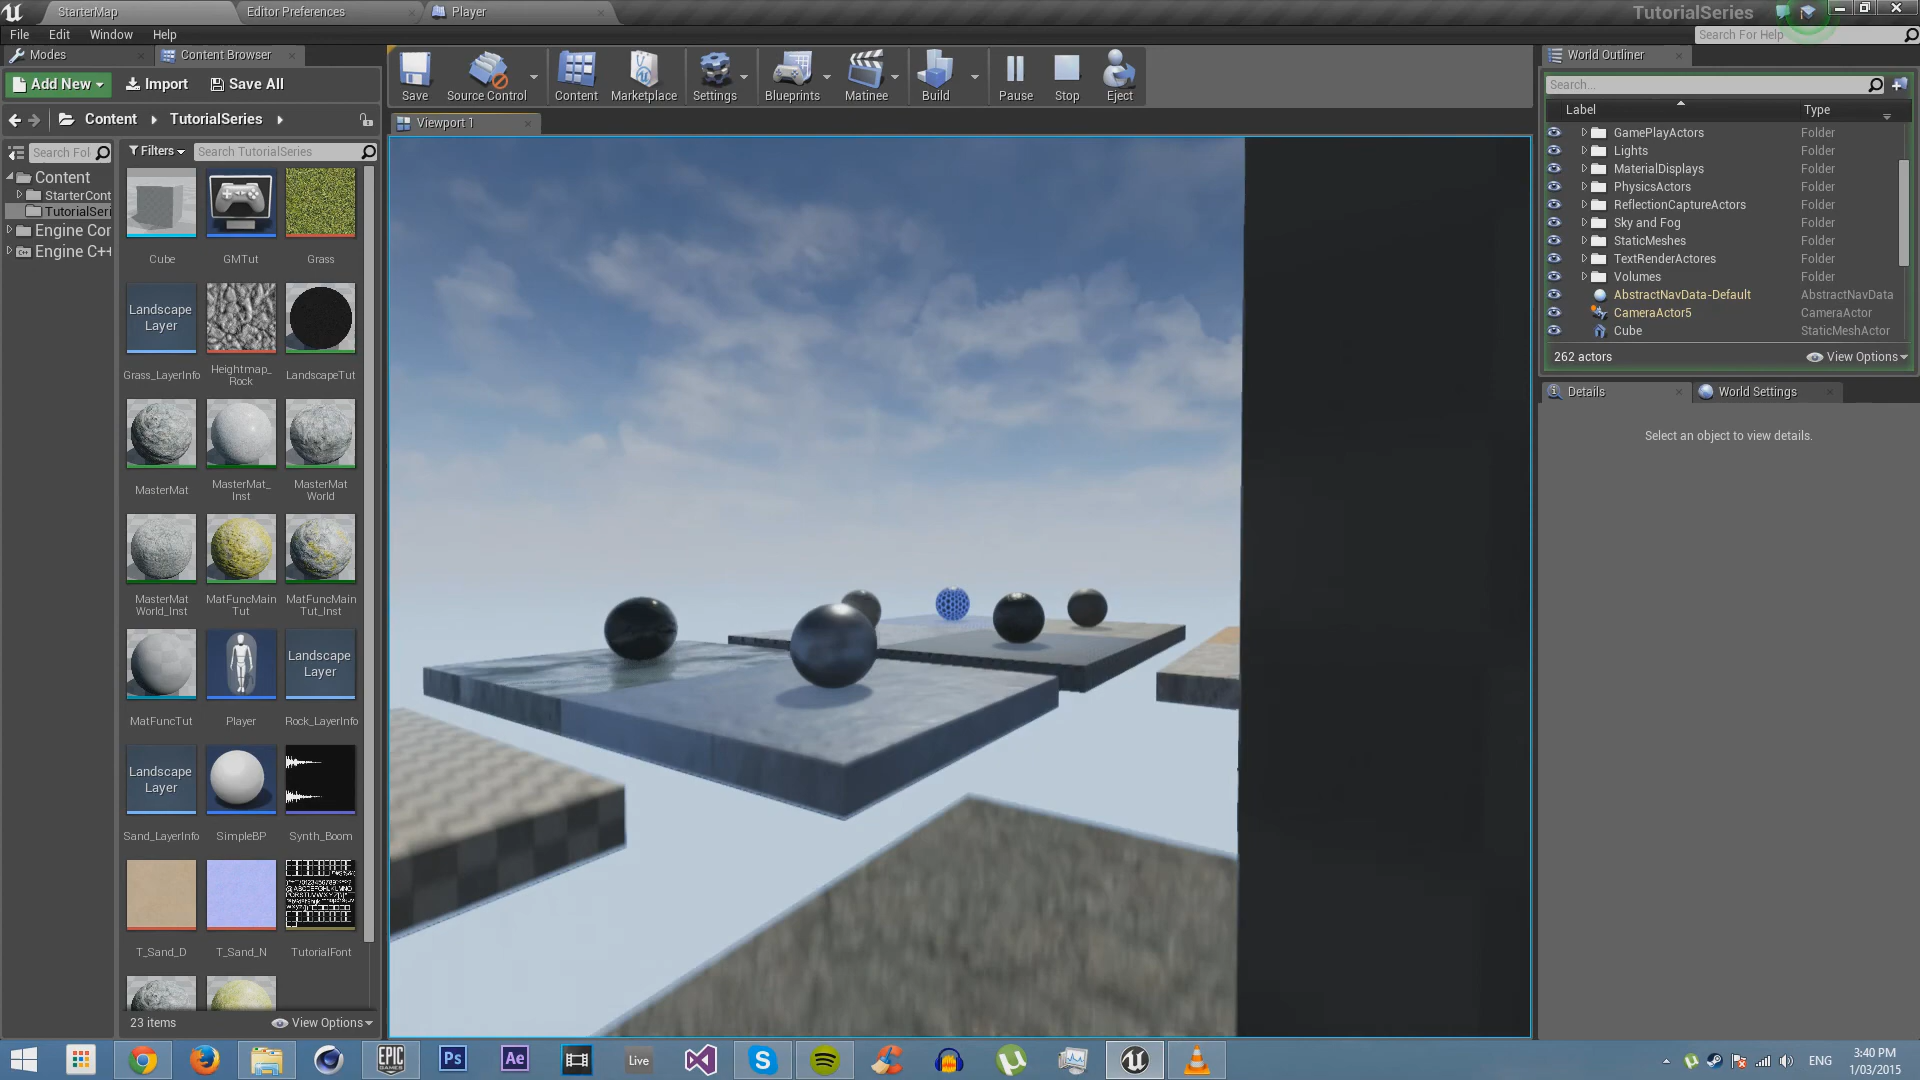 StarterMap
Editor Preferences
Player
TutorialSeries
File Edit Window Help
Search For Help
Modes
Content Browser
Add New
Import
Save All
Content
TutorialSeries
Search Fol
Filters
Search TutorialSeries
Content
StarterCont
TutorialSeri
Engine Cor
Engine C++
Cube
GMTut
Grass
Landscape
Layer
Grass_LayerInfo
Heightmap_
Rock
LandscapeTut
MasterMat
MasterMat_
Inst
MasterMat
World
MasterMat
World_Inst
MatFuncMain
Tut
MatFuncMain
Tut_Inst
MatFuncTut
Player
Landscape
Layer
Rock_LayerInfo
Landscape
Layer
Sand_LayerInfo
SimpleBP
Synth_Boom
T_Sand_D
T_Sand_N
TutorialFont
23 items
View Options
Save
Source Control
Content
Marketplace
Settings
Blueprints
Matinee
Build
Pause
Stop
Eject
Viewport 1
World Outliner
Search...
Label
Type
GamePlayActors Folder
Lights Folder
MaterialDisplays Folder
PhysicsActors Folder
ReflectionCaptureActors Folder
Sky and Fog Folder
StaticMeshes Folder
TextRenderActores Folder
Volumes Folder
AbstractNavData-Default AbstractNavData
CameraActor5 CameraActor
Cube StaticMeshActor
262 actors
View Options
Details
World Settings
Select an object to view details.
EPIC
GAMES
Ps
Ae
Live
ENG
3:40 PM
1/03/2015